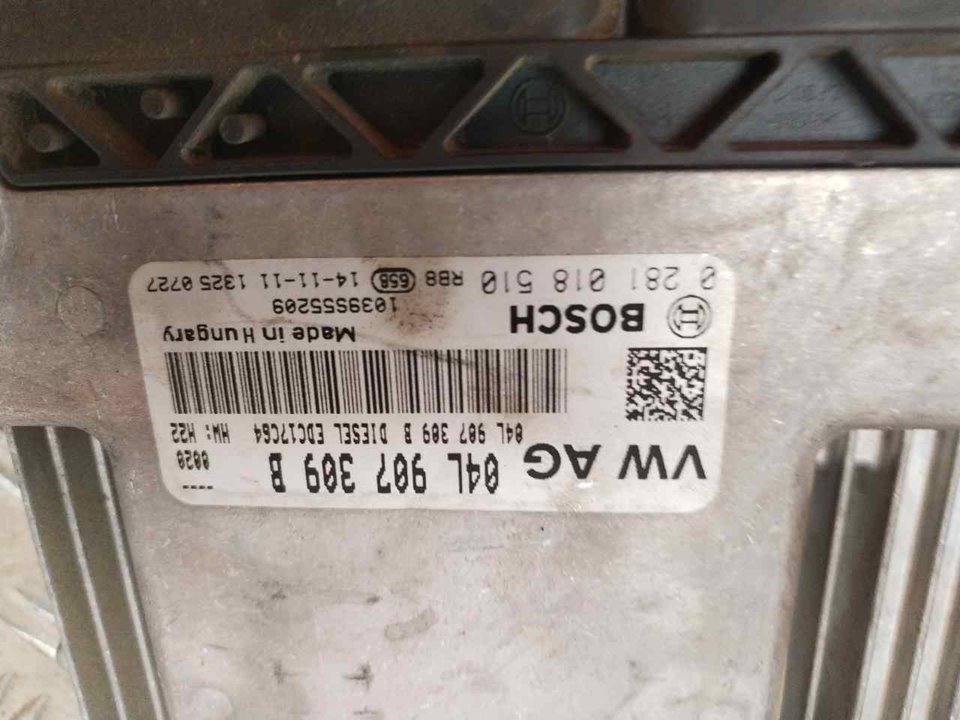 VW AG 04L 907 309 B ---
0020
04L 907 309 B DIESEL EDC17C64 HW: H22
BOSCH Made in Hungary
1039S55209
0 281 018 510 RB8 658 14-11-11 1325 0727